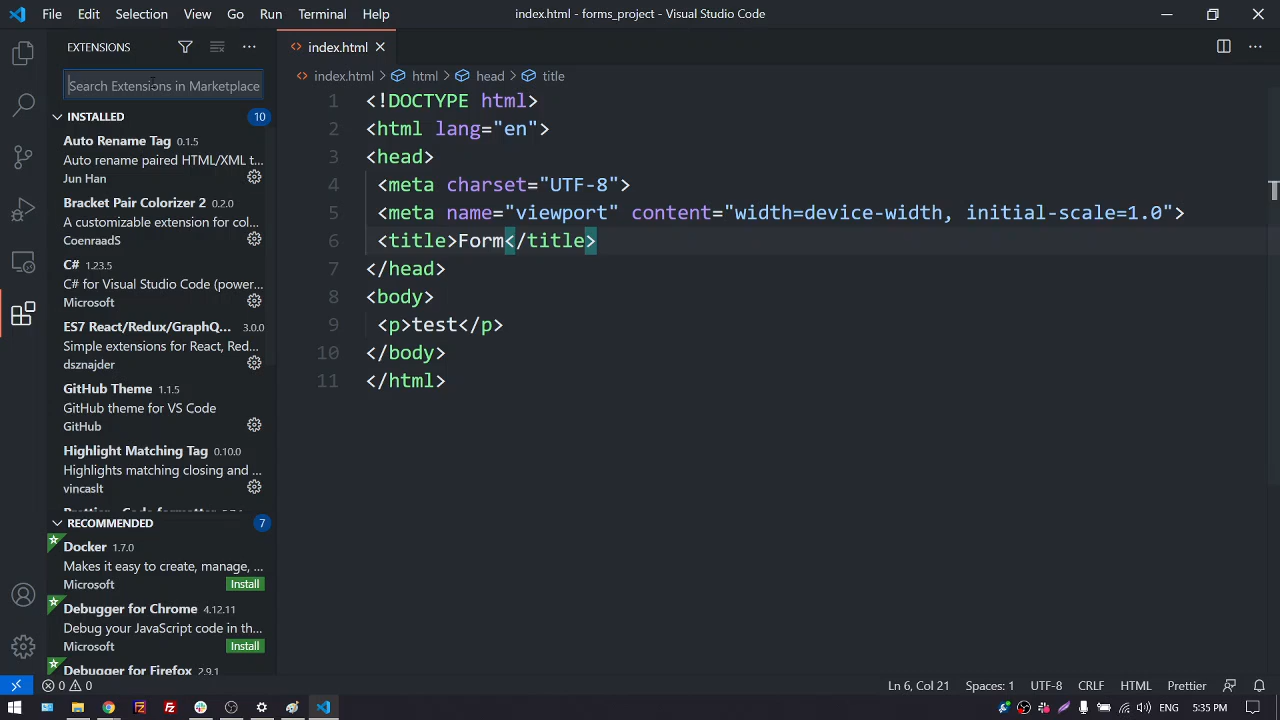 File Edit Selection View Go Run Terminal Help index.html - forms_project - Visual Studio Code
EXTENSIONS
Search Extensions in Marketplace
INSTALLED 10
Auto Rename Tag 0.1.5
Auto rename paired HTML/XML t...
Jun Han
Bracket Pair Colorizer 2 0.2.0
A customizable extension for col...
CoenraadS
C# 1.23.5
C# for Visual Studio Code (power...
Microsoft
ES7 React/Redux/GraphQ... 3.0.0
Simple extensions for React, Red...
dsznajder
GitHub Theme 1.1.5
GitHub theme for VS Code
GitHub
Highlight Matching Tag 0.10.0
Highlights matching closing and ...
vincaslt
Prettier - Code formatter
RECOMMENDED 7
Docker 1.7.0
Makes it easy to create, manage, ...
Microsoft Install
Debugger for Chrome 4.12.11
Debug your JavaScript code in th...
Microsoft Install
Debugger for Firefox 2.9.1
index.html
index.html > html > head > title
1 <!DOCTYPE html>
2 <html lang="en">
3 <head>
4 <meta charset="UTF-8">
5 <meta name="viewport" content="width=device-width, initial-scale=1.0">
6 <title>Form</title>
7 </head>
8 <body>
9 <p>test</p>
10 </body>
11 </html>
0 0 Ln 6, Col 21 Spaces: 1 UTF-8 CRLF HTML Prettier
ENG 5:35 PM